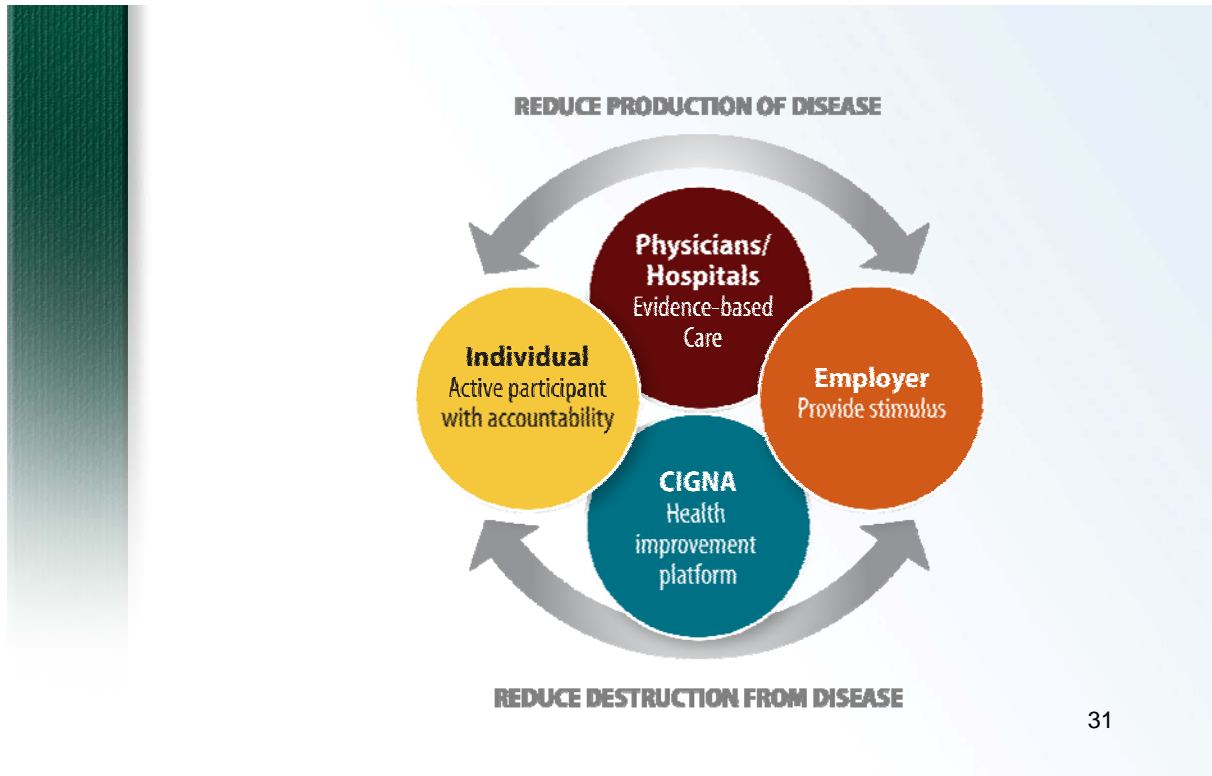 REDUCE PRODUCTION OF DISEASE
Physicians/
Hospitals
Evidence-based
Care
Individual
Active participant
with accountability
Employer
Provide stimulus
CIGNA
Health
improvement
platform
REDUCE DESTRUCTION FROM DISEASE
31